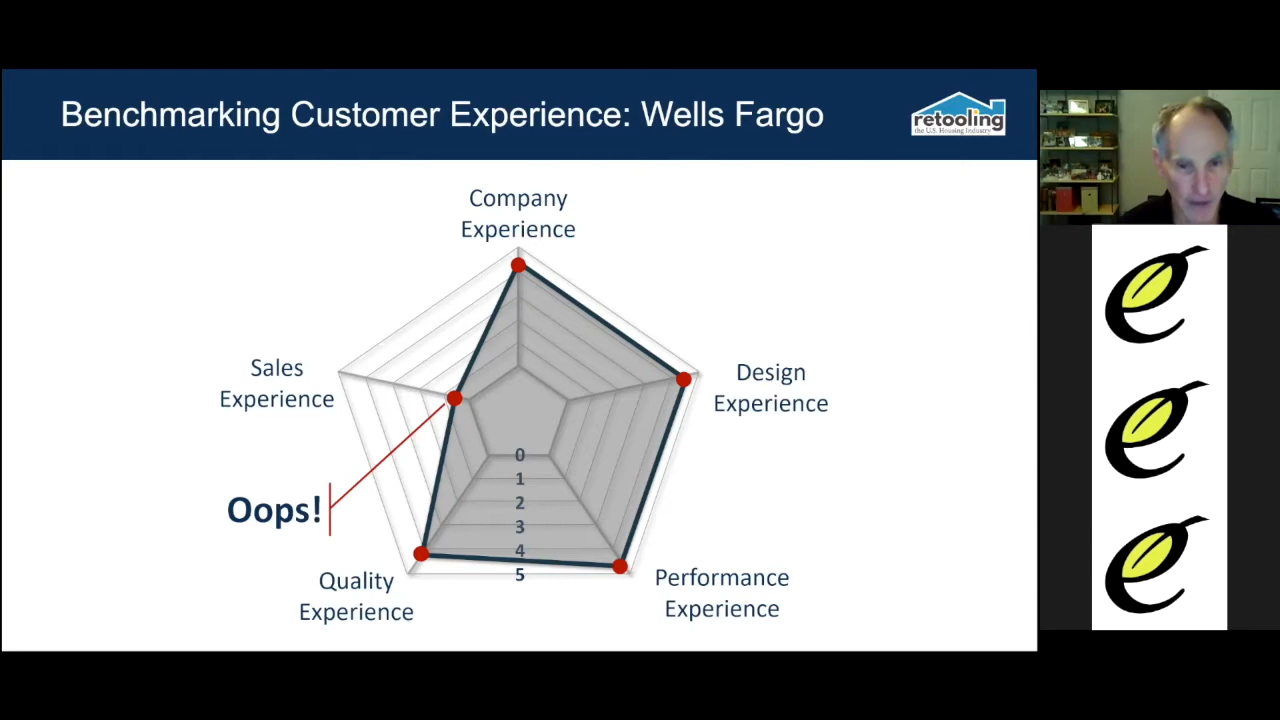 Benchmarking Customer Experience: Wells Fargo
retooling
the U.S. Housing Industry
Company
Experience
Sales
Experience
Design
Experience
0
1
2
3
4
5
Oops!
Quality
Experience
Performance
Experience